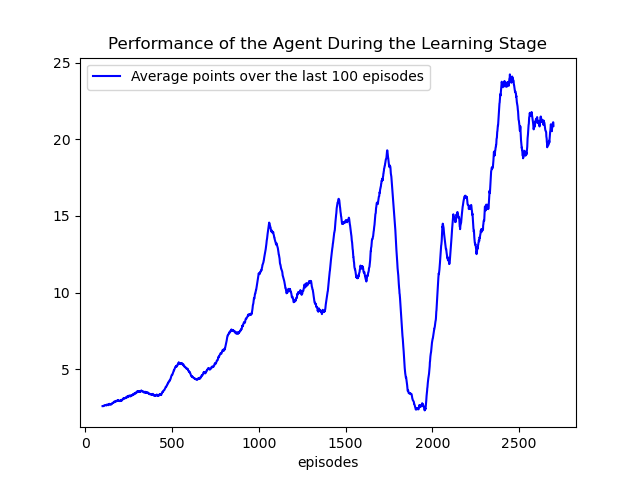 Performance of the Agent During the Learning Stage
Average points over the last 100 episodes
25
20
15
10
5
0 500 1000 1500 2000 2500
episodes